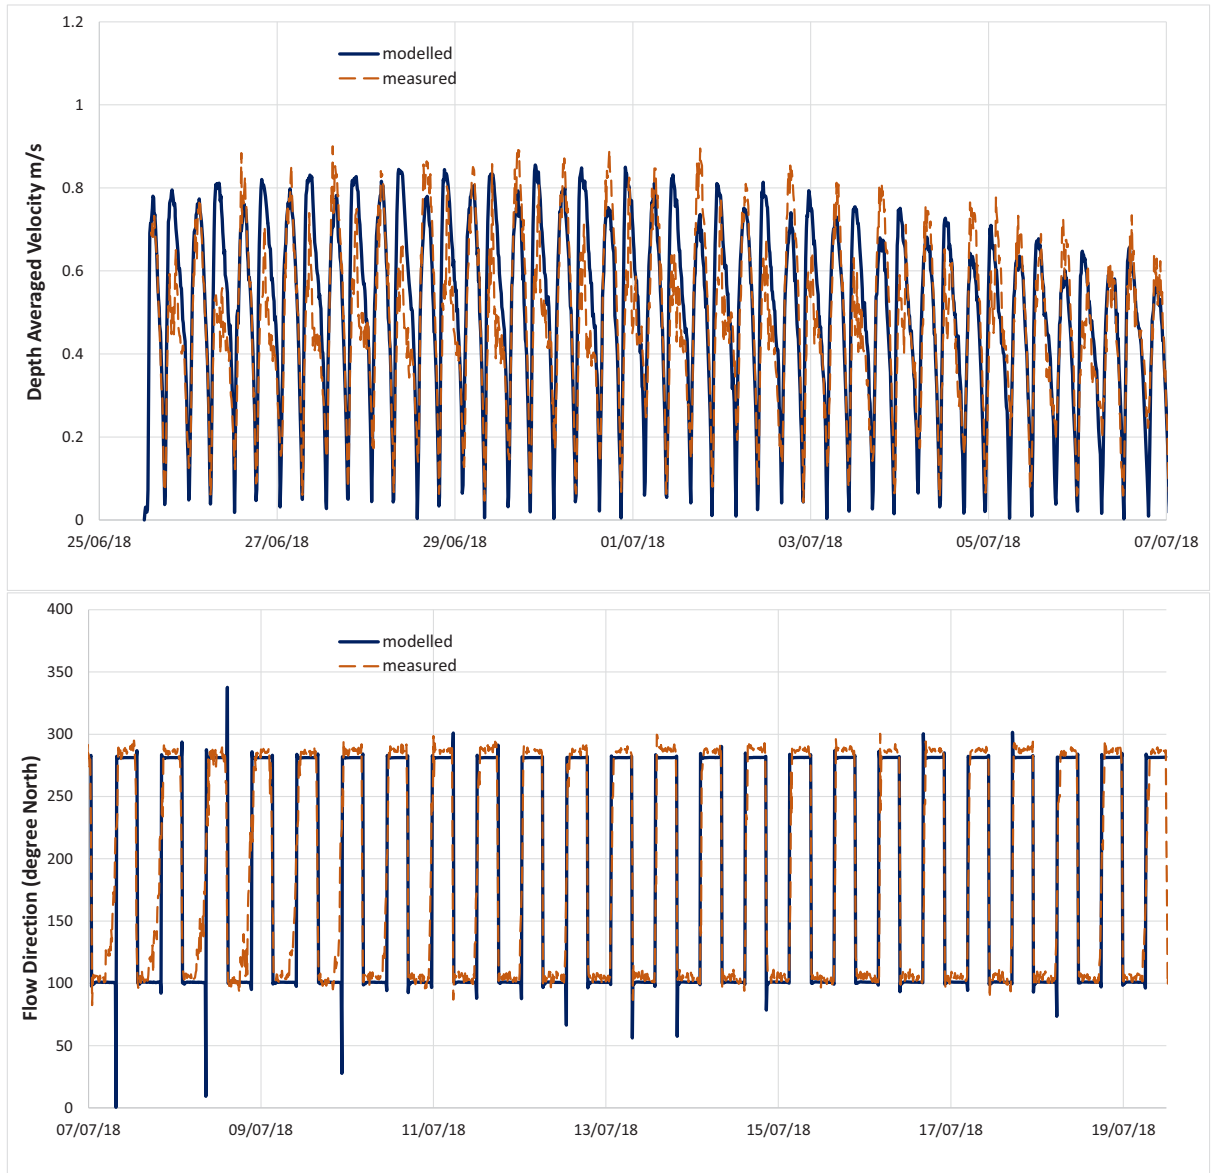 1.2
modelled
measured
1
0.8
0.6
0.4
0.2
0
Depth Averaged Velocity m/s
25/06/18 27/06/18 29/06/18 01/07/18 03/07/18 05/07/18 07/07/18
400
modelled
measured
350
300
250
200
150
100
50
0
Flow Direction (degree North)
07/07/18 09/07/18 11/07/18 13/07/18 15/07/18 17/07/18 19/07/18